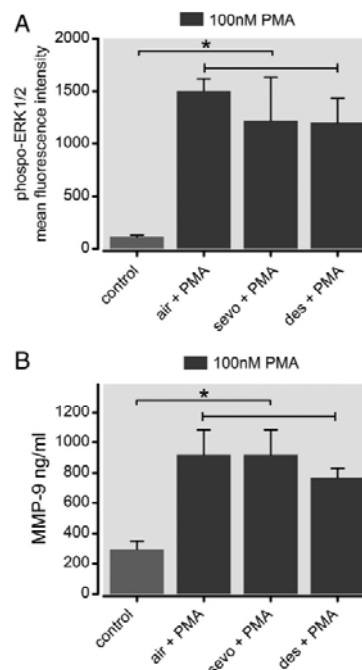 A
100nM PMA
*
phospo-ERK1/2
mean fluorescence intensity
2000
1500
1000
500
0
control
air + PMA
sevo + PMA
des + PMA
B
100nM PMA
*
MMP-9 ng/ml
1200
1000
800
600
400
200
0
control
air + PMA
sevo + PMA
des + PMA